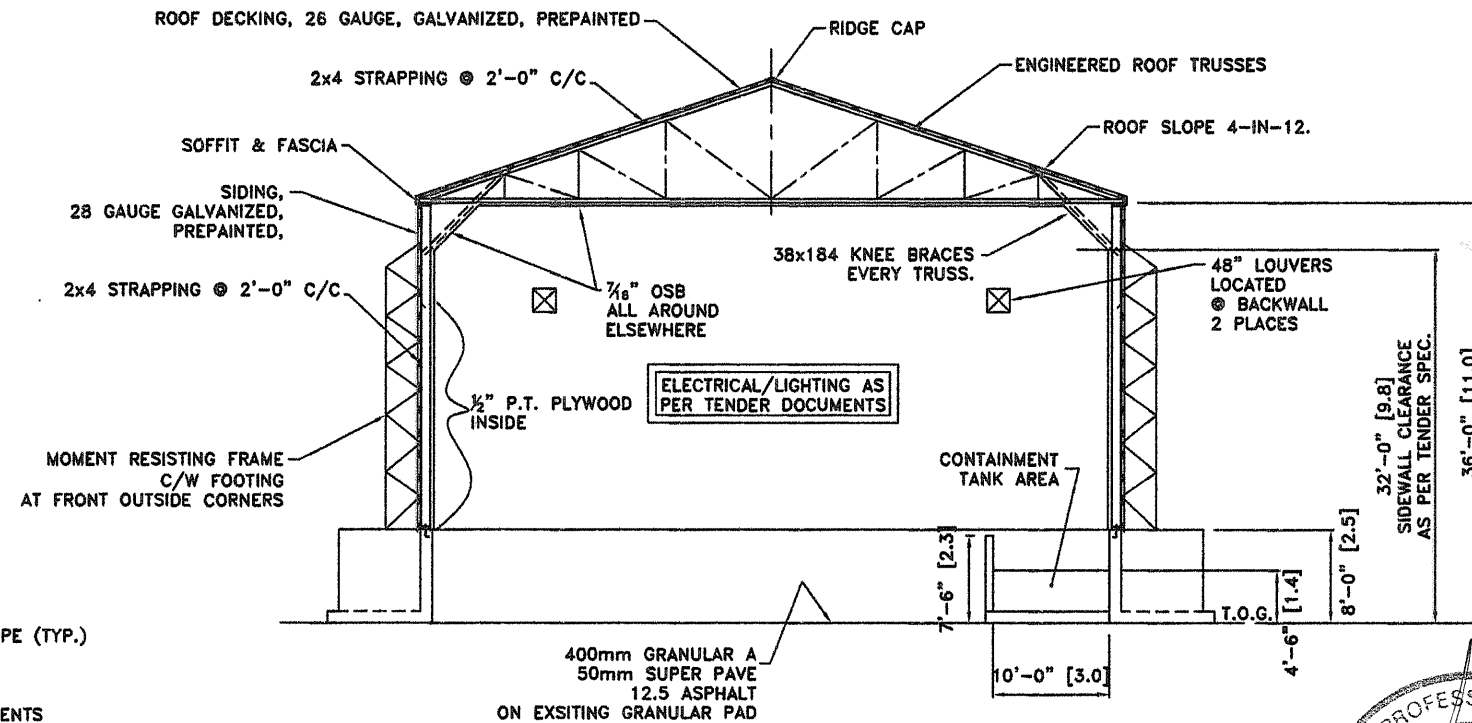 ROOF DECKING, 26 GAUGE, GALVANIZED, PREPAINTED
RIDGE CAP
2x4 STRAPPING @ 2'-0" C/C
ENGINEERED ROOF TRUSSES
ROOF SLOPE 4-IN-12.
SOFFIT & FASCIA
SIDING,
28 GAUGE GALVANIZED,
PREPAINTED,
38x184 KNEE BRACES
EVERY TRUSS.
48" LOUVERS
LOCATED
@ BACKWALL
2 PLACES
2x4 STRAPPING @ 2'-0" C/C
7/16" OSB
ALL AROUND
ELSEWHERE
ELECTRICAL/LIGHTING AS
PER TENDER DOCUMENTS
½" P.T. PLYWOOD
INSIDE
MOMENT RESISTING FRAME
C/W FOOTING
AT FRONT OUTSIDE CORNERS
CONTAINMENT
TANK AREA
32'-0" [9.8]
SIDEWALL CLEARANCE
AS PER TENDER SPEC.
36'-0" [11.0]
7'-6" [2.3]
8'-0" [2.5]
T.O.G.
4'-6" [1.4]
10'-0" [3.0]
PE (TYP.)
400mm GRANULAR A
50mm SUPER PAVE
12.5 ASPHALT
ON EXSITING GRANULAR PAD
ENTS
PROFESS